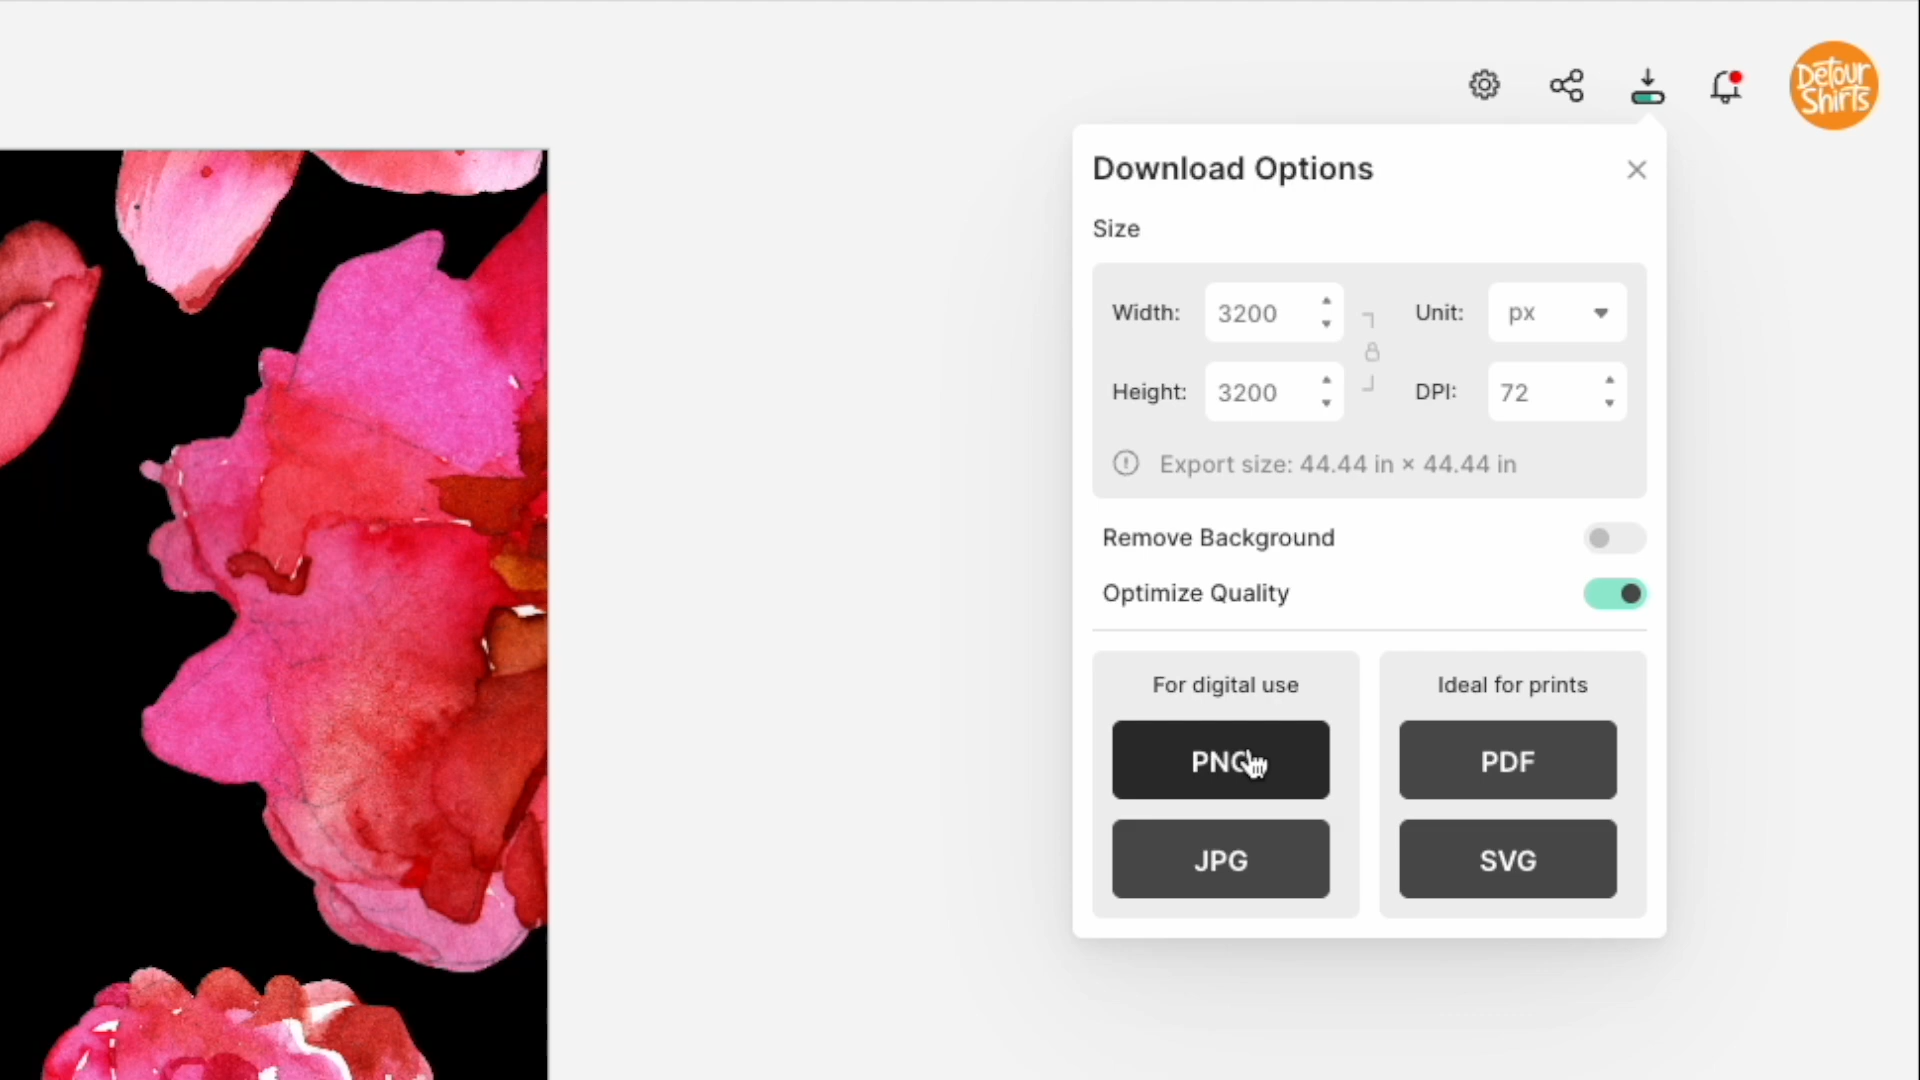 Detour
Shirts
Download Options
Size
Width: 3200
Unit: px
Height: 3200
DPI: 72
Export size: 44.44 in × 44.44 in
Remove Background
Optimize Quality
For digital use
Ideal for prints
PNG
PDF
JPG
SVG